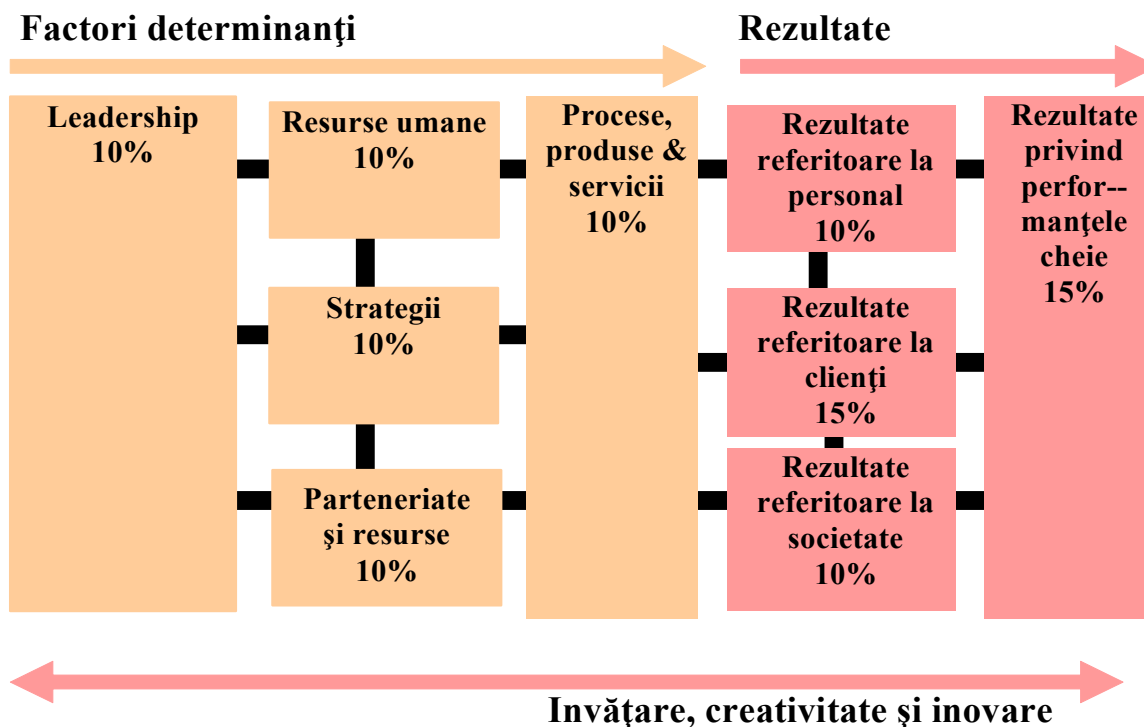 Factori determinanţi
Rezultate
Leadership
10%
Resurse umane
10%
Strategii
10%
Parteneriate
şi resurse
10%
Procese,
produse &
servicii
10%
Rezultate
referitoare la
personal
10%
Rezultate
referitoare la
clienţi
15%
Rezultate
referitoare la
societate
10%
Rezultate
privind
perfor--
manţele
cheie
15%
Invăţare, creativitate şi inovare